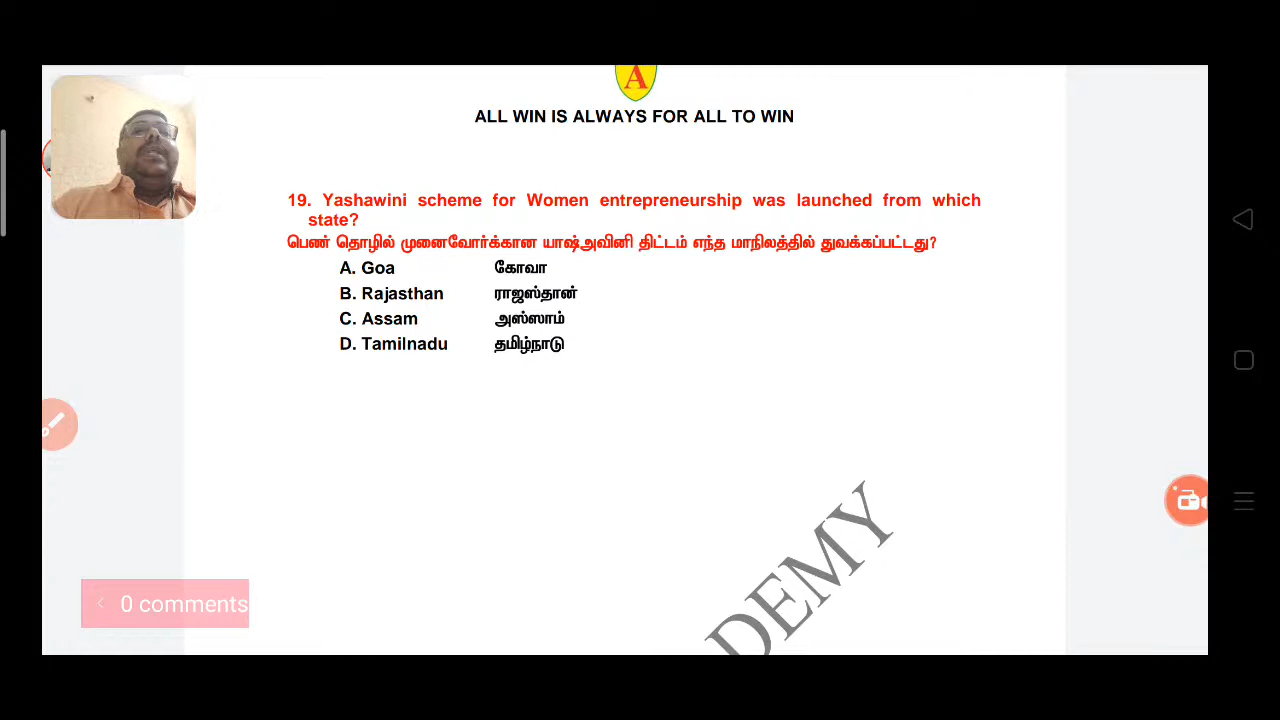 A
ALL WIN IS ALWAYS FOR ALL TO WIN
19. Yashawini scheme for Women entrepreneurship was launched from which
state?
பெண் தொழில் முனைவோர்க்கான யாஷ்அவினி திட்டம் எந்த மாநிலத்தில் துவக்கப்பட்டது?
A. Goa கோவா
B. Rajasthan ராஜஸ்தான்
C. Assam அஸ்ஸாம்
D. Tamilnadu தமிழ்நாடு
DEMY
0 comments